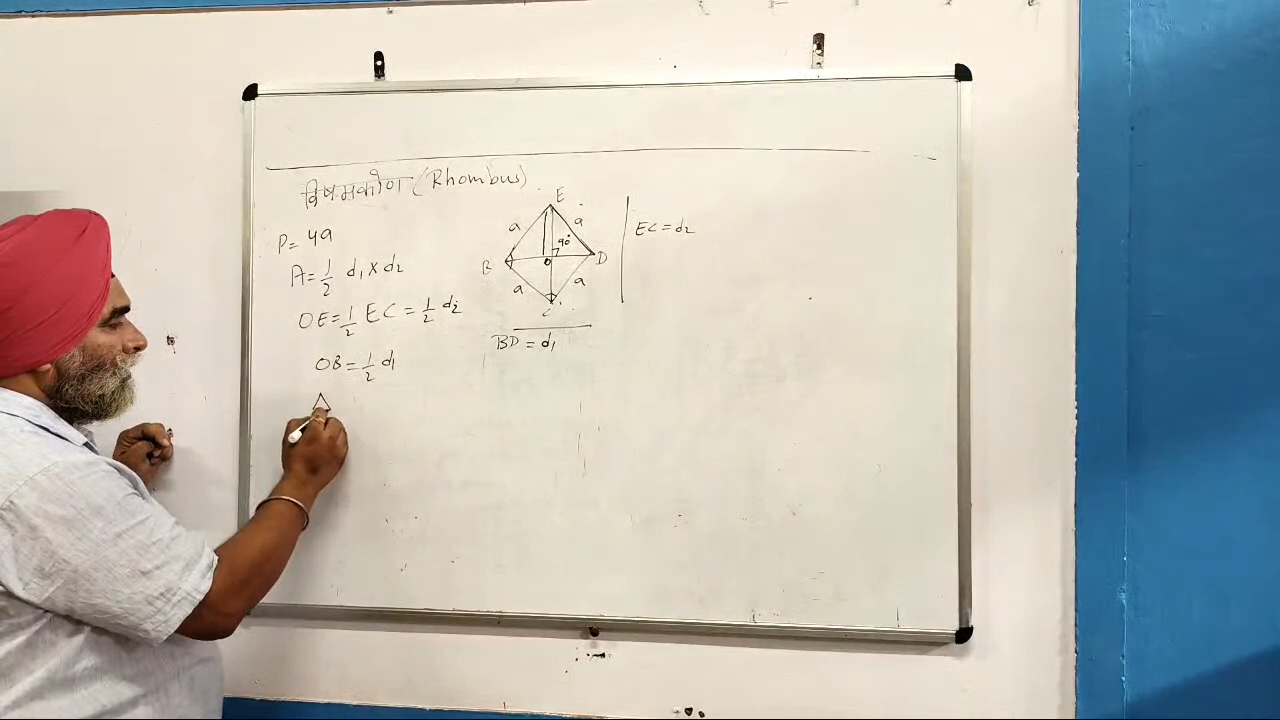 विषमकोण (Rhombus)
P= 4a
A= 1/2 d₁ x d₂
OE= 1/2 EC = 1/2 d₂
OB= 1/2 d₁
△
E
a a
90°
B O D
a a
C
BD = d₁
EC = d₂